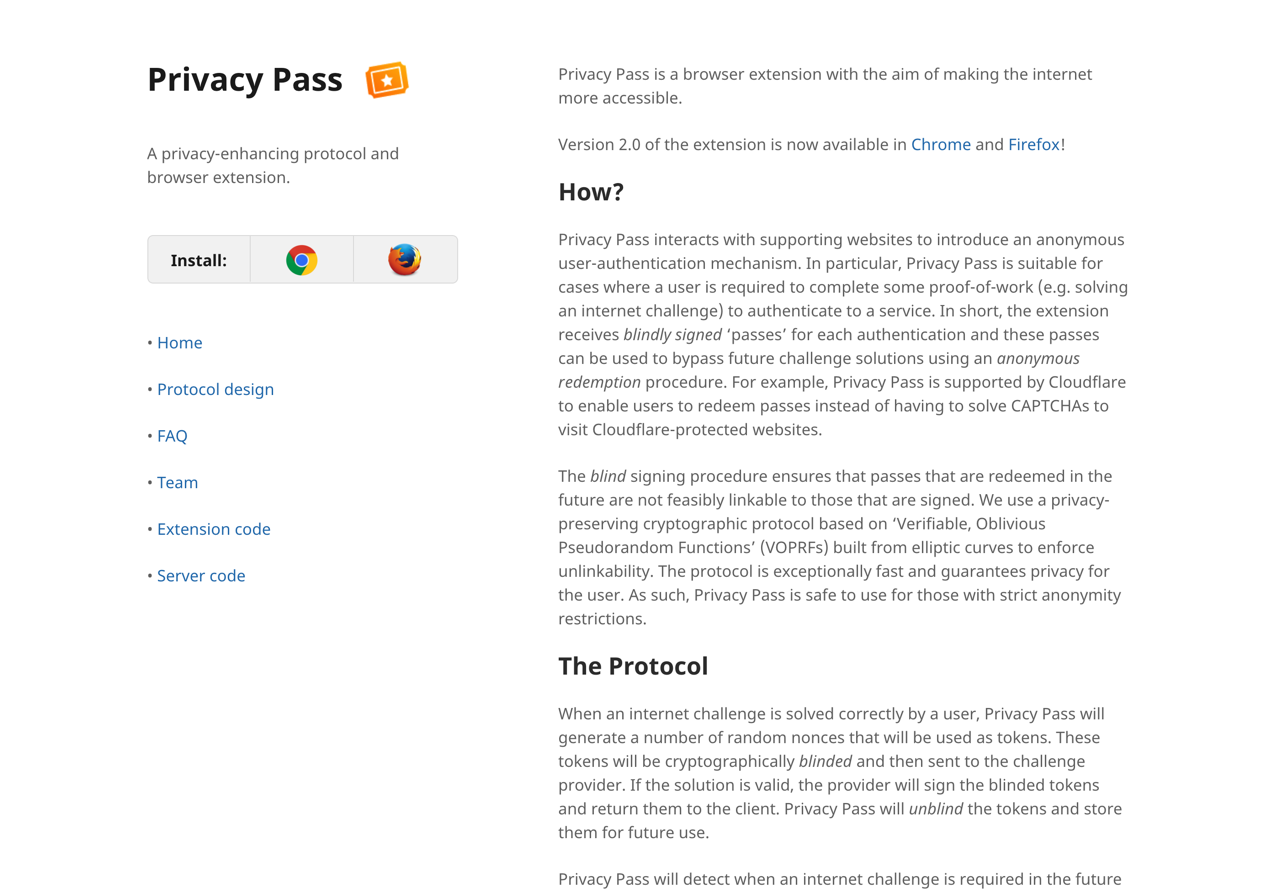 Privacy Pass
A privacy-enhancing protocol and
browser extension.
Install:
• Home
• Protocol design
• FAQ
• Team
• Extension code
• Server code
Privacy Pass is a browser extension with the aim of making the internet
more accessible.
Version 2.0 of the extension is now available in Chrome and Firefox!
How?
Privacy Pass interacts with supporting websites to introduce an anonymous
user-authentication mechanism. In particular, Privacy Pass is suitable for
cases where a user is required to complete some proof-of-work (e.g. solving
an internet challenge) to authenticate to a service. In short, the extension
receives blindly signed ‘passes’ for each authentication and these passes
can be used to bypass future challenge solutions using an anonymous
redemption procedure. For example, Privacy Pass is supported by Cloudflare
to enable users to redeem passes instead of having to solve CAPTCHAs to
visit Cloudflare-protected websites.
The blind signing procedure ensures that passes that are redeemed in the
future are not feasibly linkable to those that are signed. We use a privacy-
preserving cryptographic protocol based on ‘Verifiable, Oblivious
Pseudorandom Functions’ (VOPRFs) built from elliptic curves to enforce
unlinkability. The protocol is exceptionally fast and guarantees privacy for
the user. As such, Privacy Pass is safe to use for those with strict anonymity
restrictions.
The Protocol
When an internet challenge is solved correctly by a user, Privacy Pass will
generate a number of random nonces that will be used as tokens. These
tokens will be cryptographically blinded and then sent to the challenge
provider. If the solution is valid, the provider will sign the blinded tokens
and return them to the client. Privacy Pass will unblind the tokens and store
them for future use.
Privacy Pass will detect when an internet challenge is required in the future